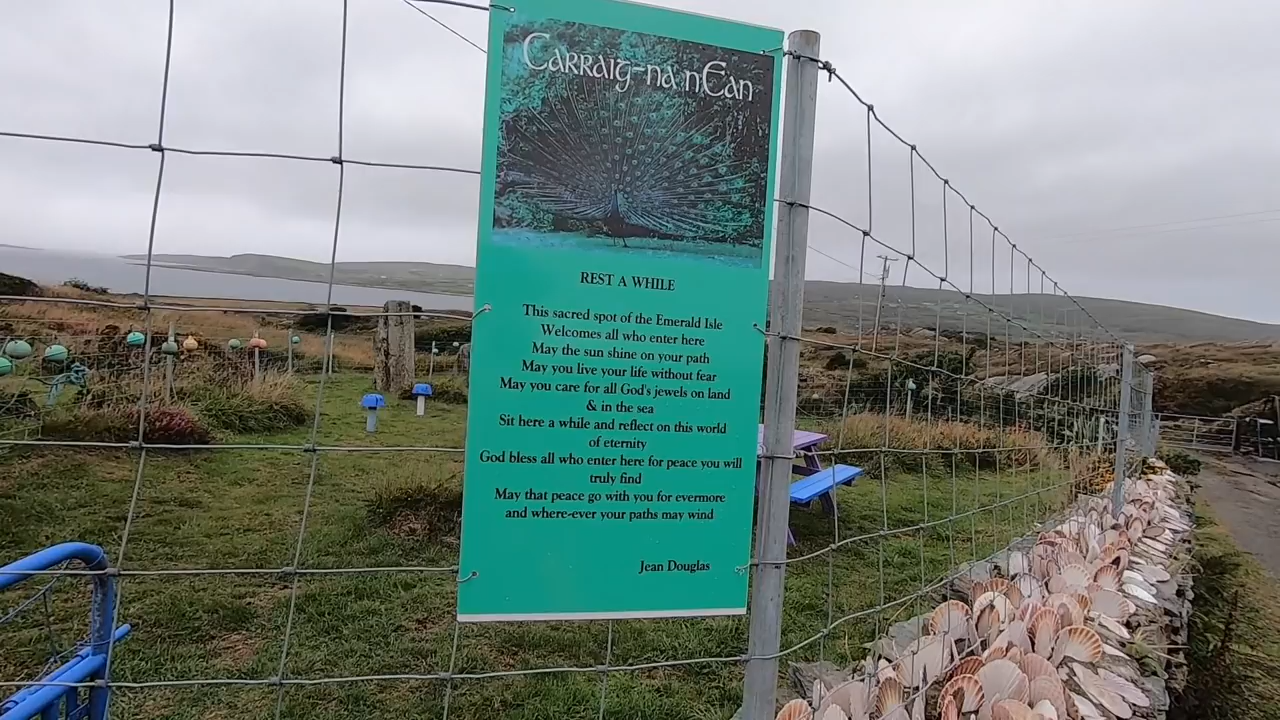 Carraig-na nEan
REST A WHILE
This sacred spot of the Emerald Isle
Welcomes all who enter here
May the sun shine on your path
May you live your life without fear
May you care for all God's jewels on land
& in the sea
Sit here a while and reflect on this world
of eternity
God bless all who enter here for peace you will
truly find
May that peace go with you for evermore
and where-ever your paths may wind
Jean Douglas